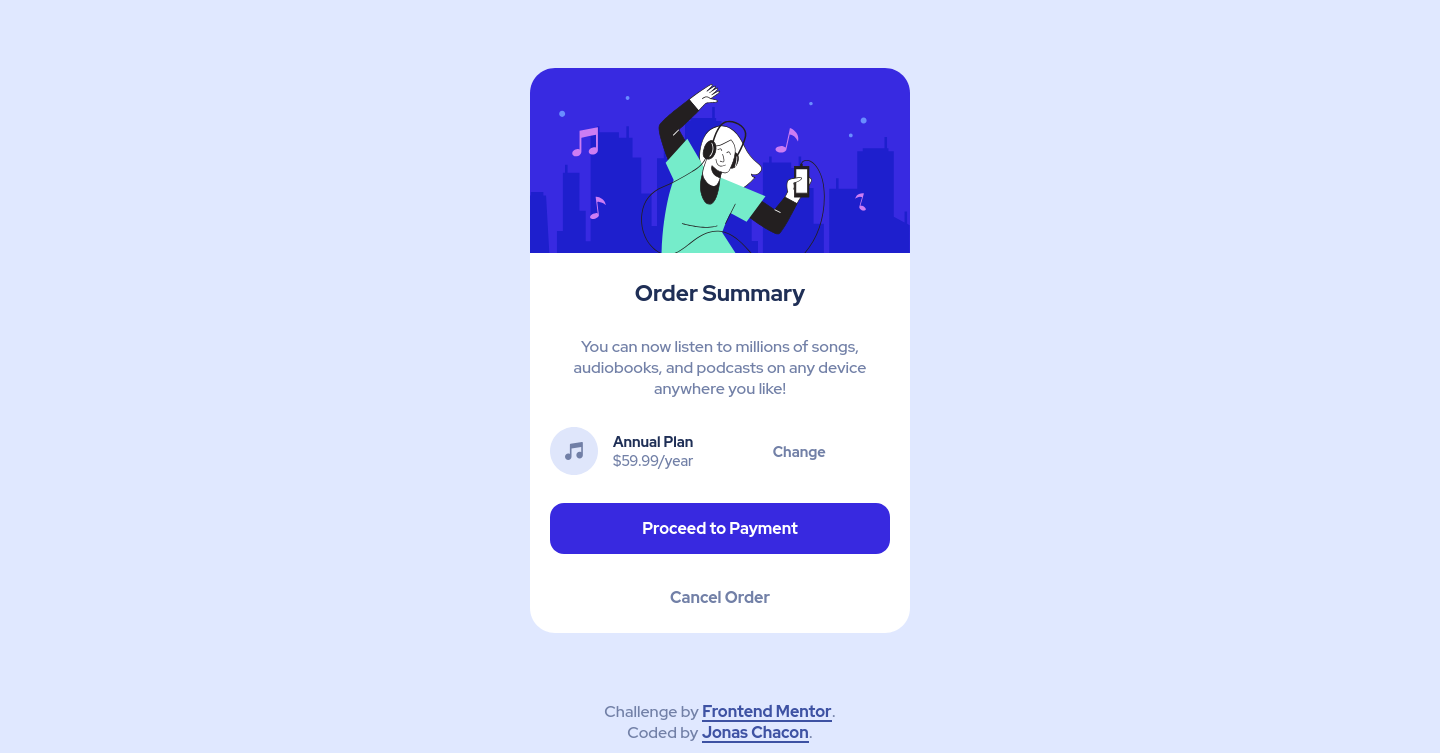 Order Summary
You can now listen to millions of songs,
audiobooks, and podcasts on any device
anywhere you like!
Annual Plan
$59.99/year
Change
Proceed to Payment
Cancel Order
Challenge by Frontend Mentor.
Coded by Jonas Chacon.